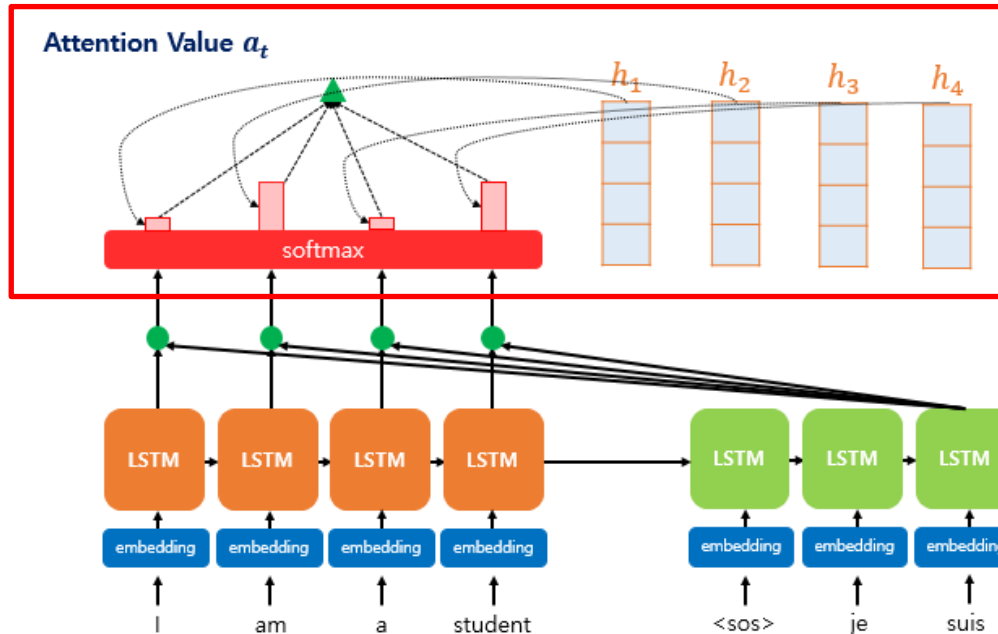 Attention Value a_t
h_1 h_2 h_3 h_4
softmax
LSTM LSTM LSTM LSTM LSTM LSTM LSTM
embedding embedding embedding embedding embedding embedding embedding
I am a student <sos> je suis